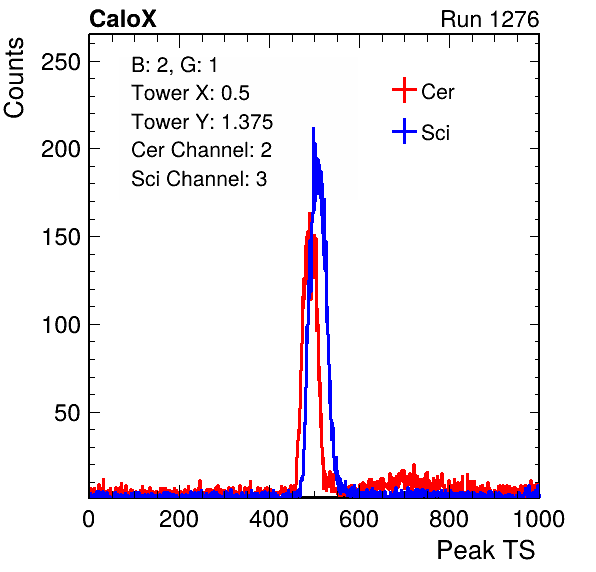 CaloX Run 1276
Counts
B: 2, G: 1
Tower X: 0.5
Tower Y: 1.375
Cer Channel: 2
Sci Channel: 3
Cer
Sci
250
200
150
100
50
0 200 400 600 800 1000
Peak TS